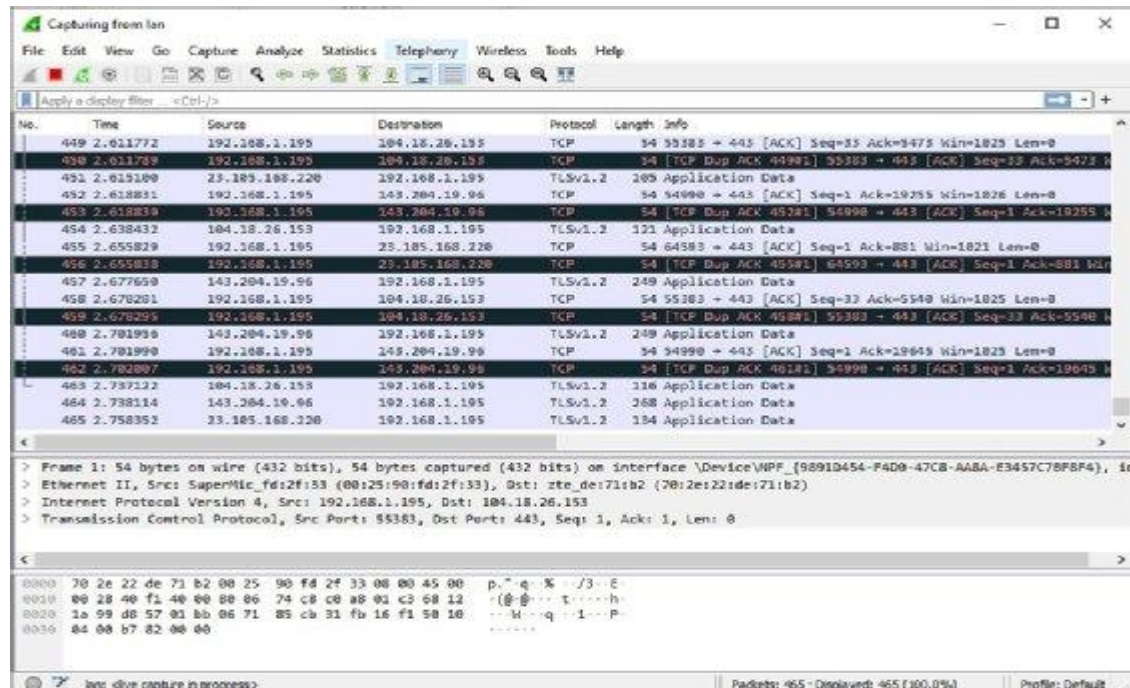 Capturing from lan
File Edit View Go Capture Analyze Statistics Telephony Wireless Tools Help
Apply a display filter ... <Ctrl-/>
No. Time Source Destination Protocol Length Info
449 2.611772 192.168.1.195 104.18.26.153 TCP 54 55383 → 443 [ACK] Seq=33 Ack=5473 Win=1025 Len=0
450 2.611789 192.168.1.195 104.18.26.153 TCP 54 [TCP Dup ACK 449#1] 55383 → 443 [ACK] Seq=33 Ack=5473
451 2.615100 23.105.168.220 192.168.1.195 TLSv1.2 105 Application Data
452 2.618831 192.168.1.195 143.204.19.96 TCP 54 54990 → 443 [ACK] Seq=1 Ack=19255 Win=1026 Len=0
453 2.618839 192.168.1.195 143.204.19.96 TCP 54 [TCP Dup ACK 452#1] 54990 → 443 [ACK] Seq=1 Ack=19255
454 2.638432 104.18.26.153 192.168.1.195 TLSv1.2 121 Application Data
455 2.655829 192.168.1.195 23.105.168.220 TCP 54 64593 → 443 [ACK] Seq=1 Ack=881 Win=1021 Len=0
456 2.655838 192.168.1.195 23.105.168.220 TCP 54 [TCP Dup ACK 455#1] 64593 → 443 [ACK] Seq=1 Ack=881 Win
457 2.677650 143.204.19.96 192.168.1.195 TLSv1.2 249 Application Data
458 2.678281 192.168.1.195 104.18.26.153 TCP 54 55383 → 443 [ACK] Seq=33 Ack=5540 Win=1025 Len=0
459 2.678295 192.168.1.195 104.18.26.153 TCP 54 [TCP Dup ACK 458#1] 55383 → 443 [ACK] Seq=33 Ack=5540
460 2.701956 143.204.19.96 192.168.1.195 TLSv1.2 249 Application Data
461 2.701990 192.168.1.195 143.204.19.96 TCP 54 54990 → 443 [ACK] Seq=1 Ack=19645 Win=1025 Len=0
462 2.702007 192.168.1.195 143.204.19.96 TCP 54 [TCP Dup ACK 461#1] 54990 → 443 [ACK] Seq=1 Ack=19645
463 2.737122 104.18.26.153 192.168.1.195 TLSv1.2 116 Application Data
464 2.738114 143.204.19.96 192.168.1.195 TLSv1.2 268 Application Data
465 2.758352 23.105.168.220 192.168.1.195 TLSv1.2 134 Application Data
> Frame 1: 54 bytes on wire (432 bits), 54 bytes captured (432 bits) on interface
> Ethernet II, Src: SuperMic_fd:2f:33 (00:25:90:fd:2f:33), Dst: zte_de:71:b2 (70:2e:22:de:71:b2)
> Internet Protocol Version 4, Src: 192.168.1.195, Dst: 104.18.26.153
> Transmission Control Protocol, Src Port: 55383, Dst Port: 443, Seq: 1, Ack: 1, Len: 0
0000 70 2e 22 de 71 b2 00 25 90 fd 2f 33 08 00 45 00 p.".q..% ../3..E.
0010 00 28 40 f1 40 00 80 06 74 c8 c0 a8 01 c3 68 12 .(@.@... t.....h.
0020 1a 99 d8 57 01 bb 06 71 85 cb 31 fb 16 f1 50 10 ...W...q ..1...P.
0030 04 00 b7 82 00 00 ......
lan: <live capture in progress>
Packets: 465 · Displayed: 465 (100.0%)
Profile: Default